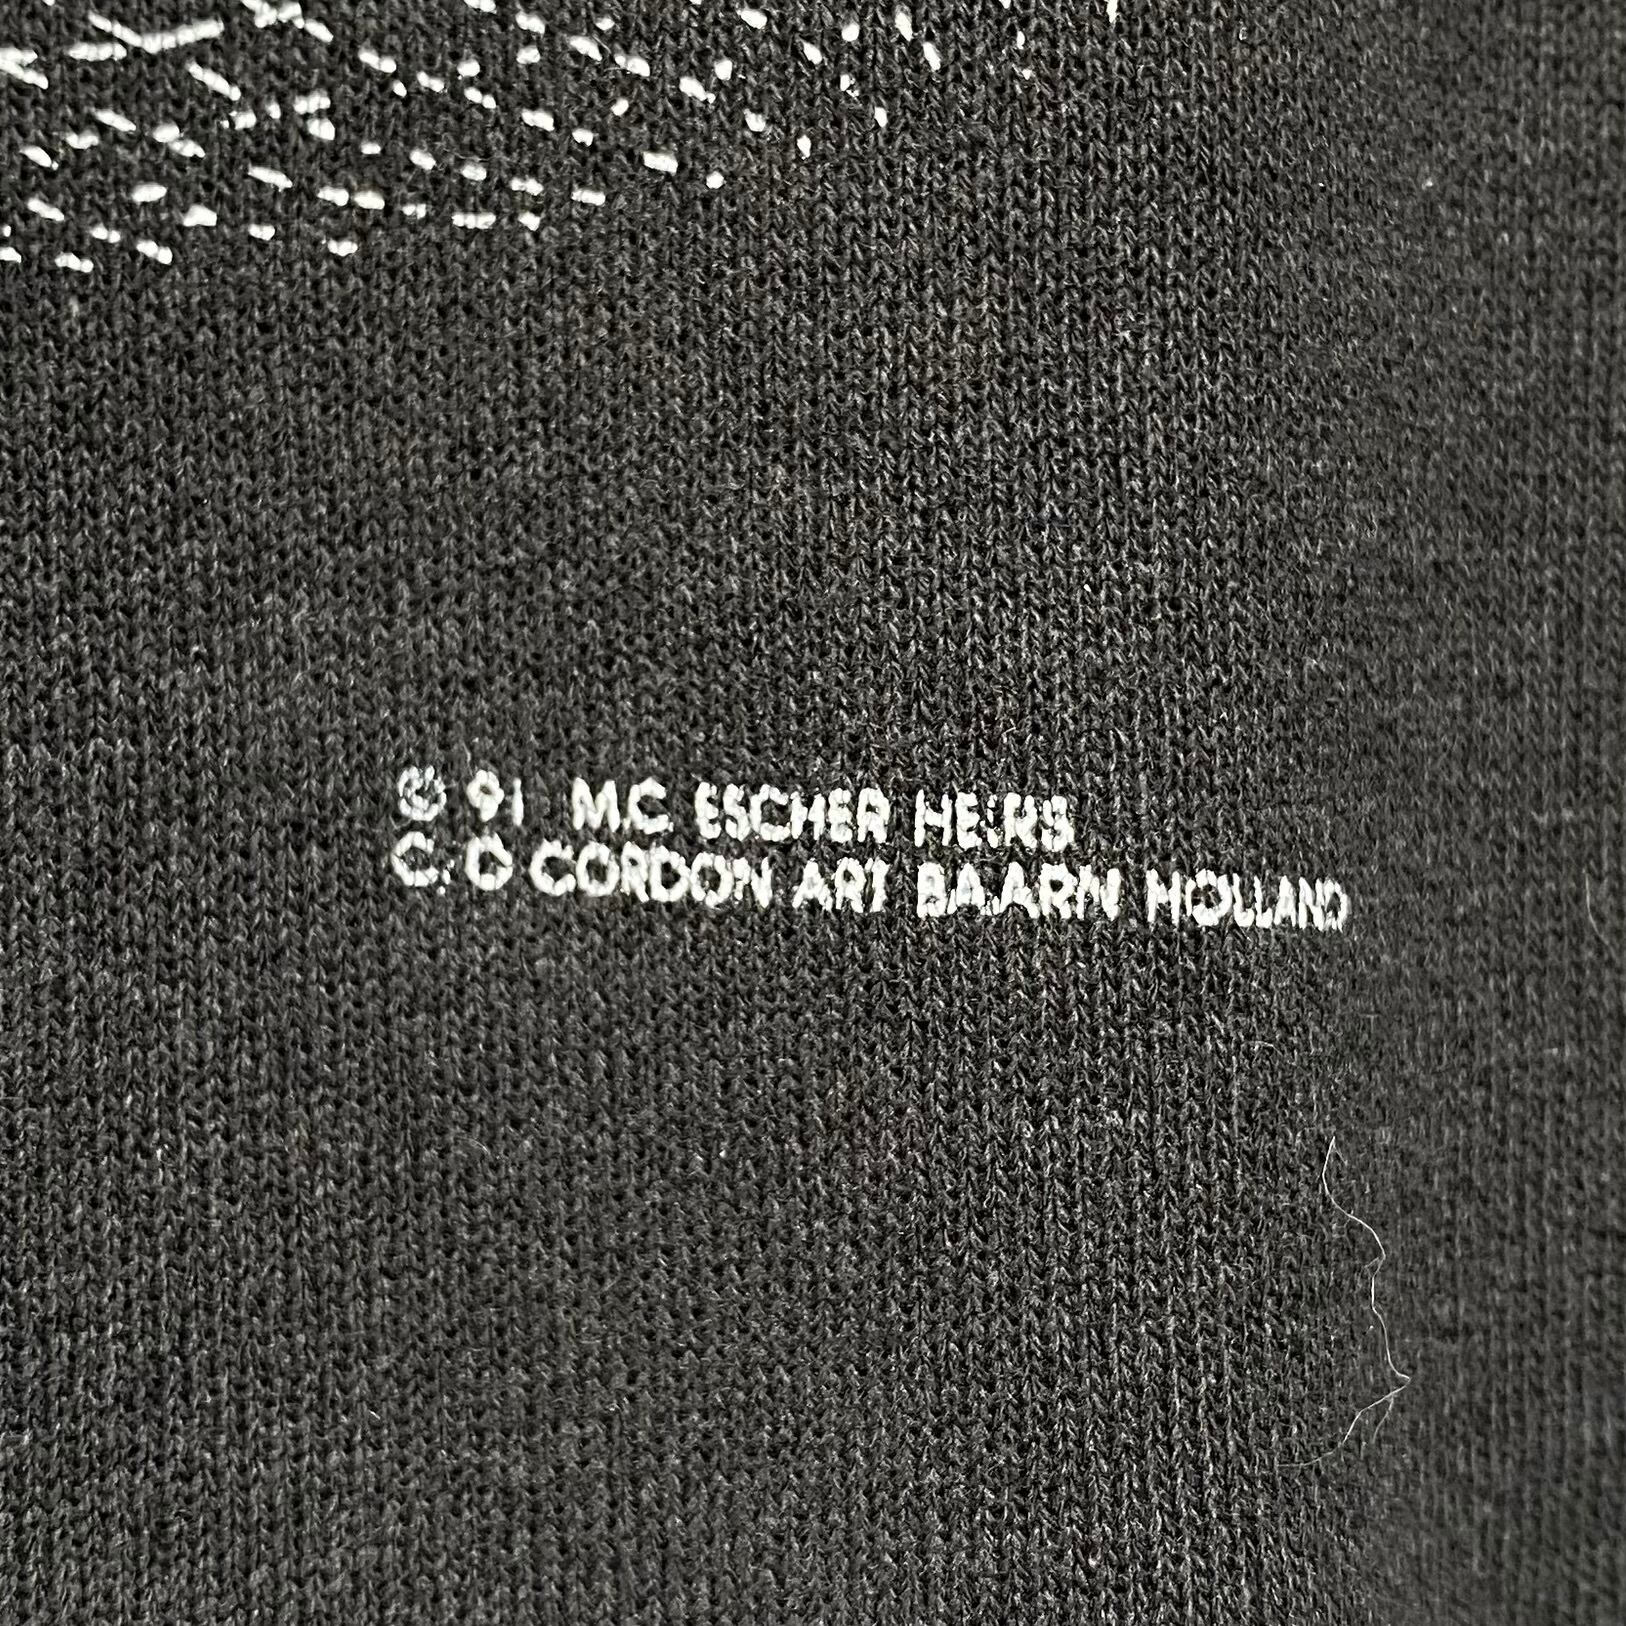 © 91 M.C. ESCHER HEIRS
C/O CORDON ART BAARN HOLLAND